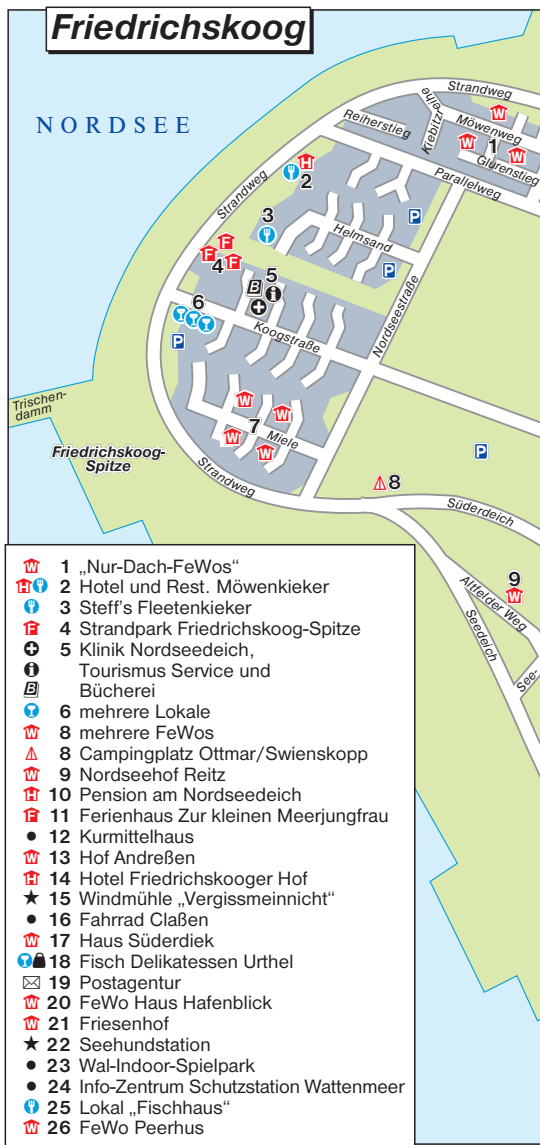 Friedrichskoog
NORDSEE
Strandweg
Kiebitzreihe
Reiherstieg
Möwenweg
1
Glurenstieg
Parallelweg
2
Strandweg
3
Helmsand
P
4
5
B
P
6
Koogstraße
Nordseestraße
P
Trischen-
damm
7
Miele
Friedrichskoog-
Spitze
Strandweg
P
8
Süderdeich
9
Altfelder Weg
Seedeich
See-
1 „Nur-Dach-FeWos“
2 Hotel und Rest. Möwenkieker
3 Steff's Fleetenkieker
4 Strandpark Friedrichskoog-Spitze
5 Klinik Nordseedeich,
Tourismus Service und
B Bücherei
6 mehrere Lokale
8 mehrere FeWos
8 Campingplatz Ottmar/Swienskopp
9 Nordseehof Reitz
10 Pension am Nordseedeich
11 Ferienhaus Zur kleinen Meerjungfrau
12 Kurmittelhaus
13 Hof Andreßen
14 Hotel Friedrichskooger Hof
15 Windmühle „Vergissmeinnicht“
16 Fahrrad Claßen
17 Haus Süderdiek
18 Fisch Delikatessen Urthel
19 Postagentur
20 FeWo Haus Hafenblick
21 Friesenhof
22 Seehundstation
23 Wal-Indoor-Spielpark
24 Info-Zentrum Schutzstation Wattenmeer
25 Lokal „Fischhaus“
26 FeWo Peerhus